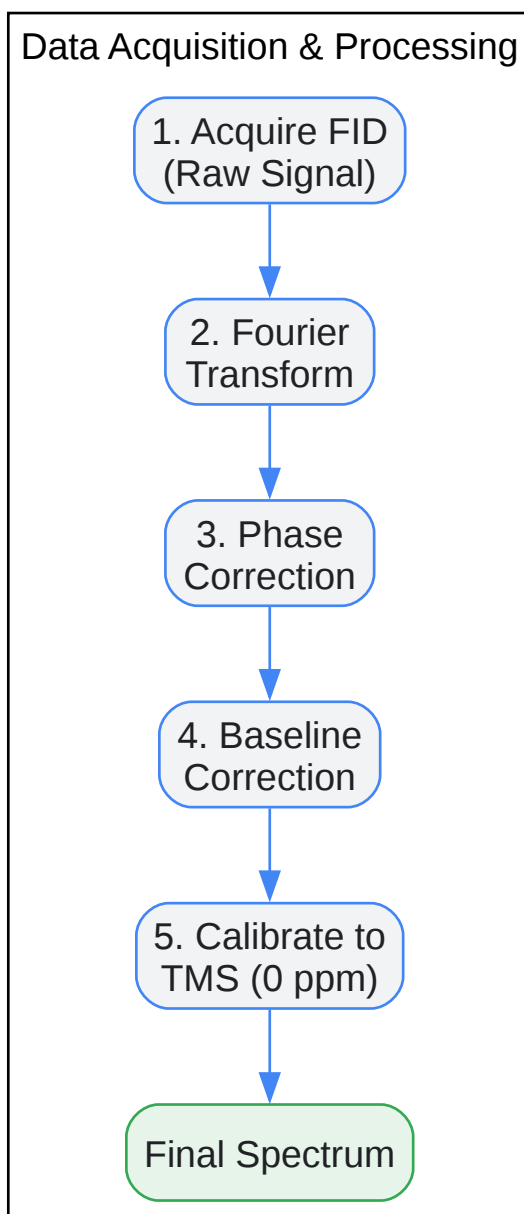 Data Acquisition & Processing
1. Acquire FID
(Raw Signal)
2. Fourier
Transform
3. Phase
Correction
4. Baseline
Correction
5. Calibrate to
TMS (0 ppm)
Final Spectrum